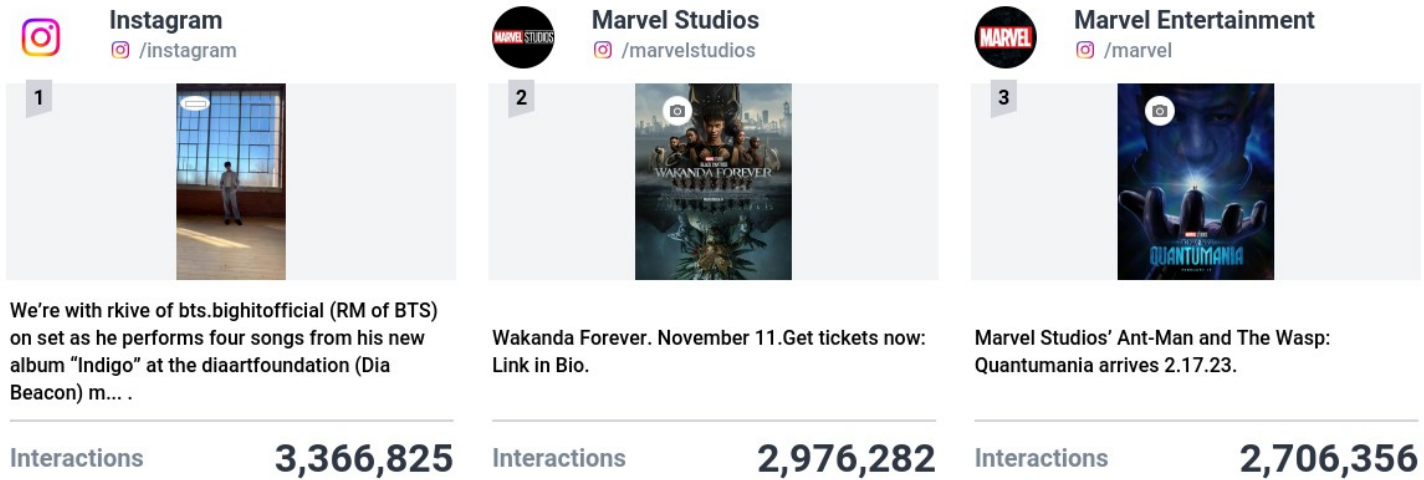 Instagram
/instagram
1
We’re with rkive of bts.bighitofficial (RM of BTS)
on set as he performs four songs from his new
album “Indigo” at the diaartfoundation (Dia
Beacon) m... .
Interactions 3,366,825
MARVEL STUDIOS
Marvel Studios
/marvelstudios
2
WAKANDA FOREVER
Wakanda Forever. November 11.Get tickets now:
Link in Bio.
Interactions 2,976,282
MARVEL
Marvel Entertainment
/marvel
3
QUANTUMANIA
Marvel Studios’ Ant-Man and The Wasp:
Quantumania arrives 2.17.23.
Interactions 2,706,356